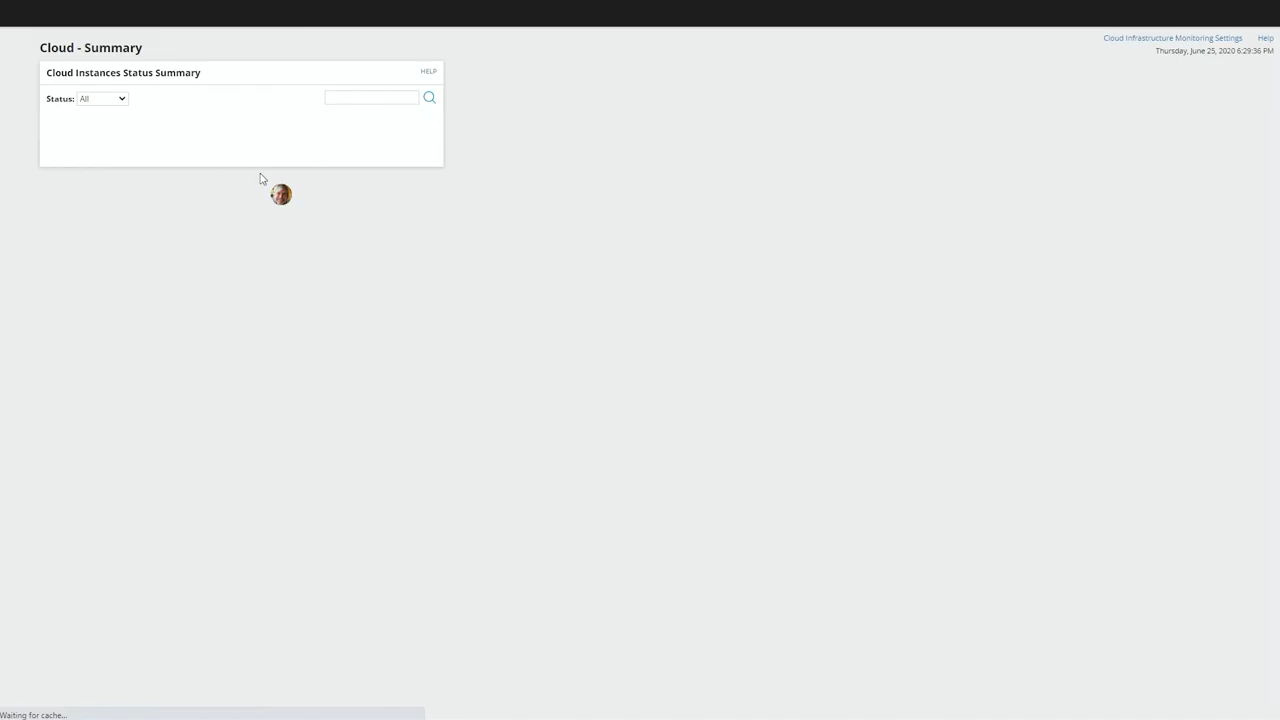 Cloud - Summary
Cloud Infrastructure Monitoring Settings Help
Thursday, June 25, 2020 6:29:36 PM
Cloud Instances Status Summary HELP
Status: All
Waiting for cache...